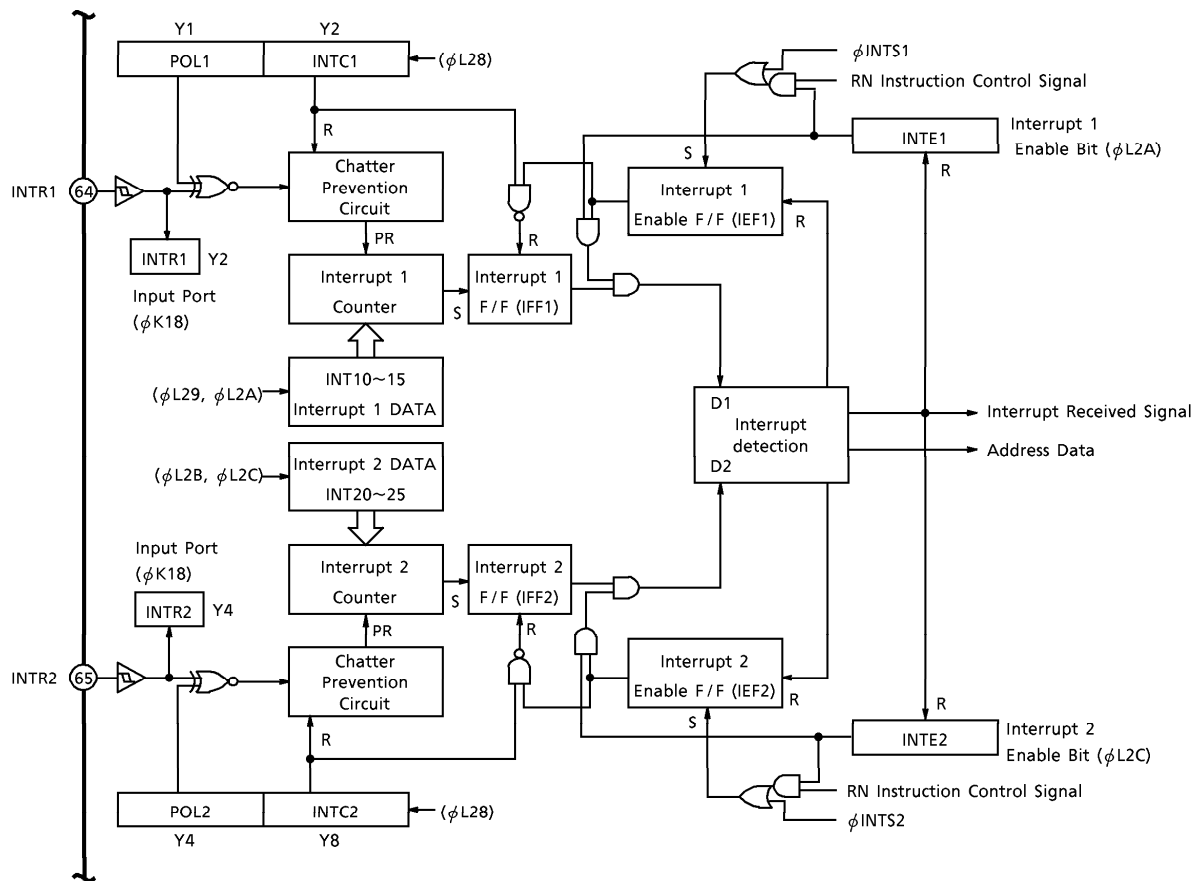 Y1
Y2
POL1
INTC1
(ϕL28)
ϕINTS1
RN Instruction Control Signal
R
INTE1
Interrupt 1
Enable Bit (ϕL2A)
S
R
INTR1
64
Chatter
Prevention
Circuit
Interrupt 1
Enable F/F (IEF1)
R
INTR1
Y2
PR
R
Input Port
(ϕK18)
Interrupt 1
Counter
S
Interrupt 1
F/F (IFF1)
(ϕL29, ϕL2A)
INT10~15
Interrupt 1 DATA
D1
Interrupt
detection
D2
Interrupt Received Signal
Address Data
(ϕL2B, ϕL2C)
Interrupt 2 DATA
INT20~25
Input Port
(ϕK18)
Interrupt 2
Counter
S
Interrupt 2
F/F (IFF2)
INTR2
Y4
PR
R
INTR2
65
Chatter
Prevention
Circuit
Interrupt 2
Enable F/F (IEF2)
R
R
S
R
INTE2
Interrupt 2
Enable Bit (ϕL2C)
POL2
INTC2
(ϕL28)
RN Instruction Control Signal
ϕINTS2
Y4
Y8